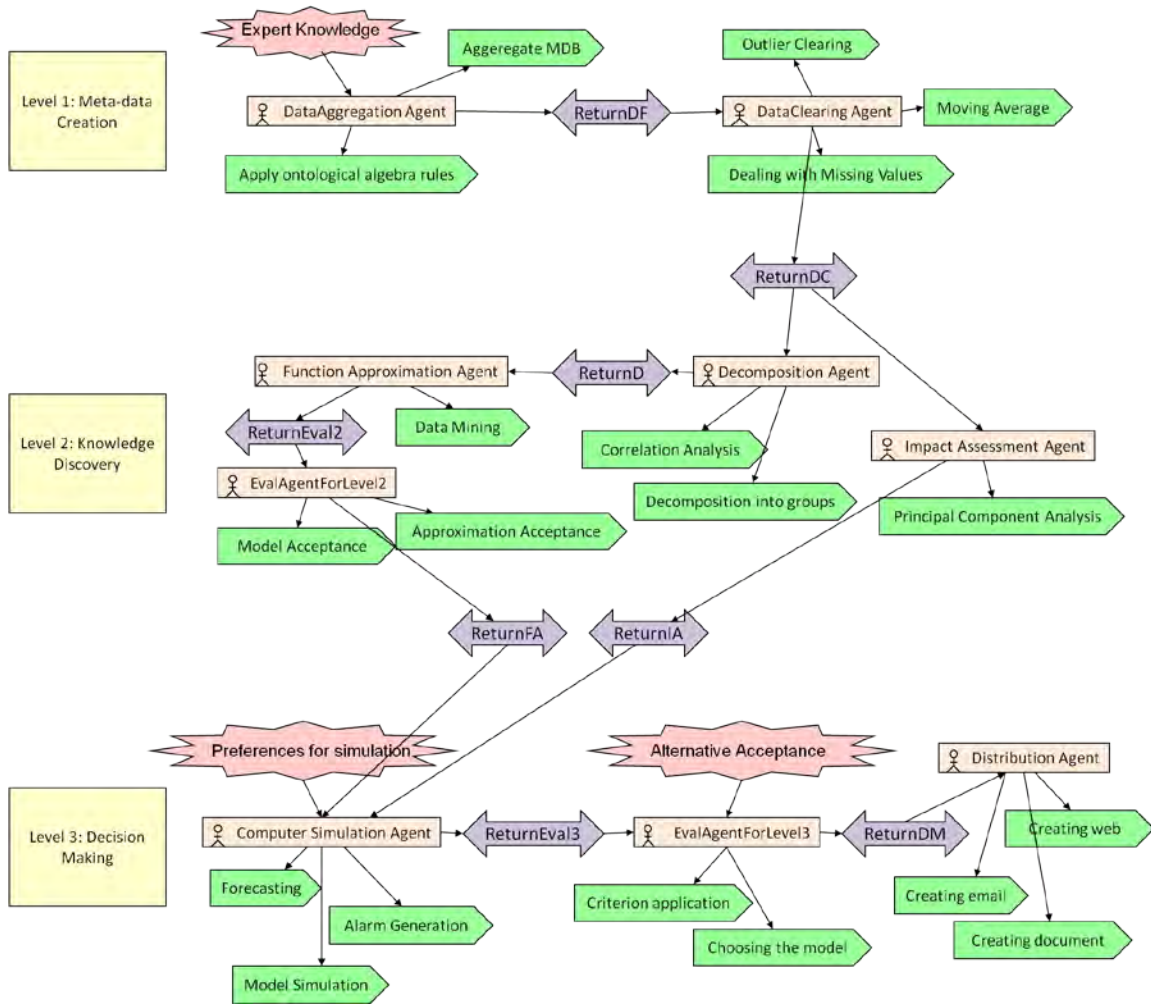 Expert Knowledge
Aggeregate MDB
Outlier Clearing
Level 1: Meta-data
Creation
DataAggregation Agent
ReturnDF
DataClearing Agent
Moving Average
Apply ontological algebra rules
Dealing with Missing Values
ReturnDC
Level 2: Knowledge
Discovery
Function Approximation Agent
ReturnD
Decomposition Agent
ReturnEval2
Data Mining
Correlation Analysis
Impact Assessment Agent
EvalAgentForLevel2
Decomposition into groups
Principal Component Analysis
Model Acceptance
Approximation Acceptance
ReturnFA
ReturnIA
Level 3: Decision
Making
Preferences for simulation
Alternative Acceptance
Distribution Agent
Computer Simulation Agent
ReturnEval3
EvalAgentForLevel3
ReturnDM
Creating web
Forecasting
Criterion application
Creating email
Alarm Generation
Choosing the model
Creating document
Model Simulation